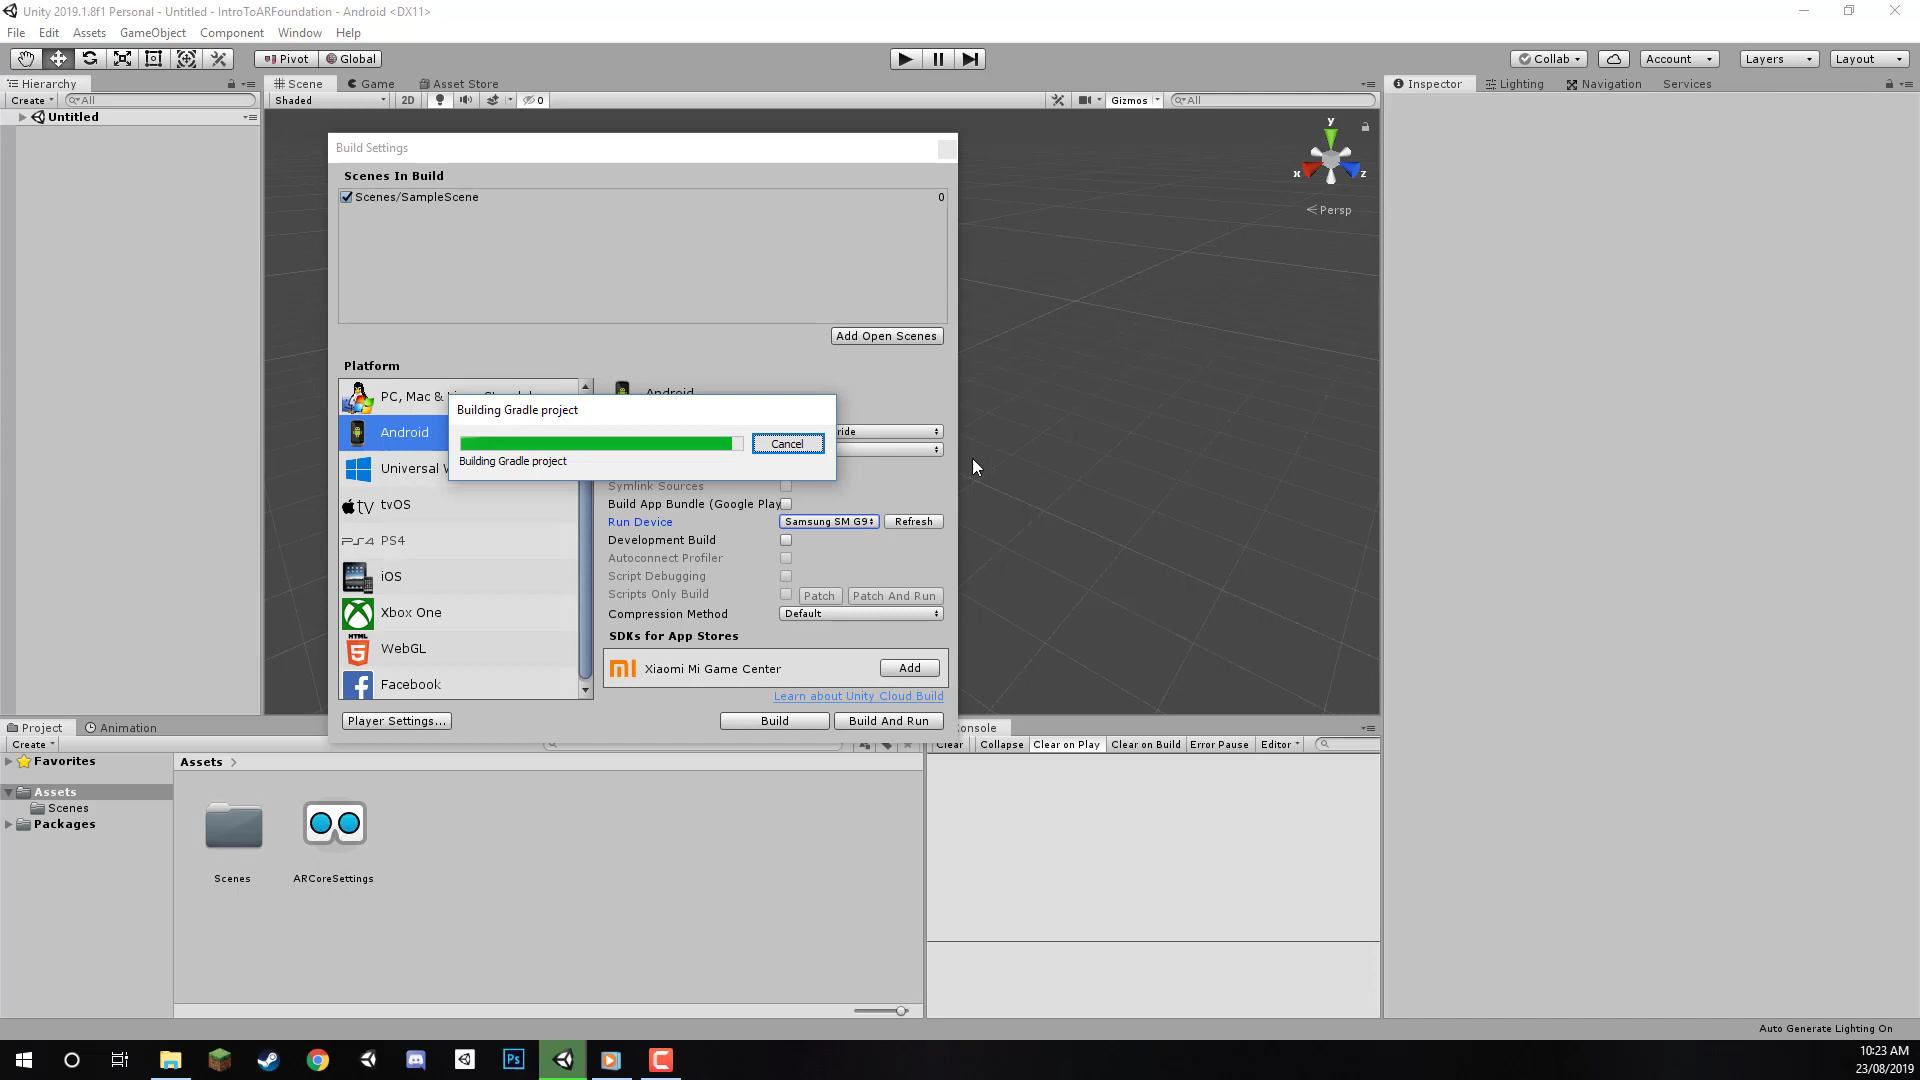 Unity 2019.1.8f1 Personal - Untitled - IntroToARFoundation - Android <DX11>
File Edit Assets GameObject Component Window Help
Pivot Global Collab Account Layers Layout
Hierarchy Scene Game Asset Store Inspector Lighting Navigation Services
Create All Shaded 2D 0 Gizmos All
Untitled
y
x z
Persp
Build Settings
Scenes In Build
Scenes/SampleScene 0
Add Open Scenes
Platform
PC, Mac & Android
Building Gradle project
Android ride
Cancel
Building Gradle project
Universal W
Symlink Sources
tvOS Build App Bundle (Google Play
Run Device Samsung SM G9 Refresh
PS4 Development Build
Autoconnect Profiler
iOS Script Debugging
Scripts Only Build Patch Patch And Run
Xbox One Compression Method Default
SDKs for App Stores
HTML
WebGL
Xiaomi Mi Game Center Add
Facebook
Learn about Unity Cloud Build
Player Settings... Build Build And Run
Project Animation onsole
Create Clear Collapse Clear on Play Clear on Build Error Pause Editor
Favorites Assets
Assets
Scenes
Packages
Scenes ARCoreSettings
Auto Generate Lighting On
Ps
10:23 AM
23/08/2019